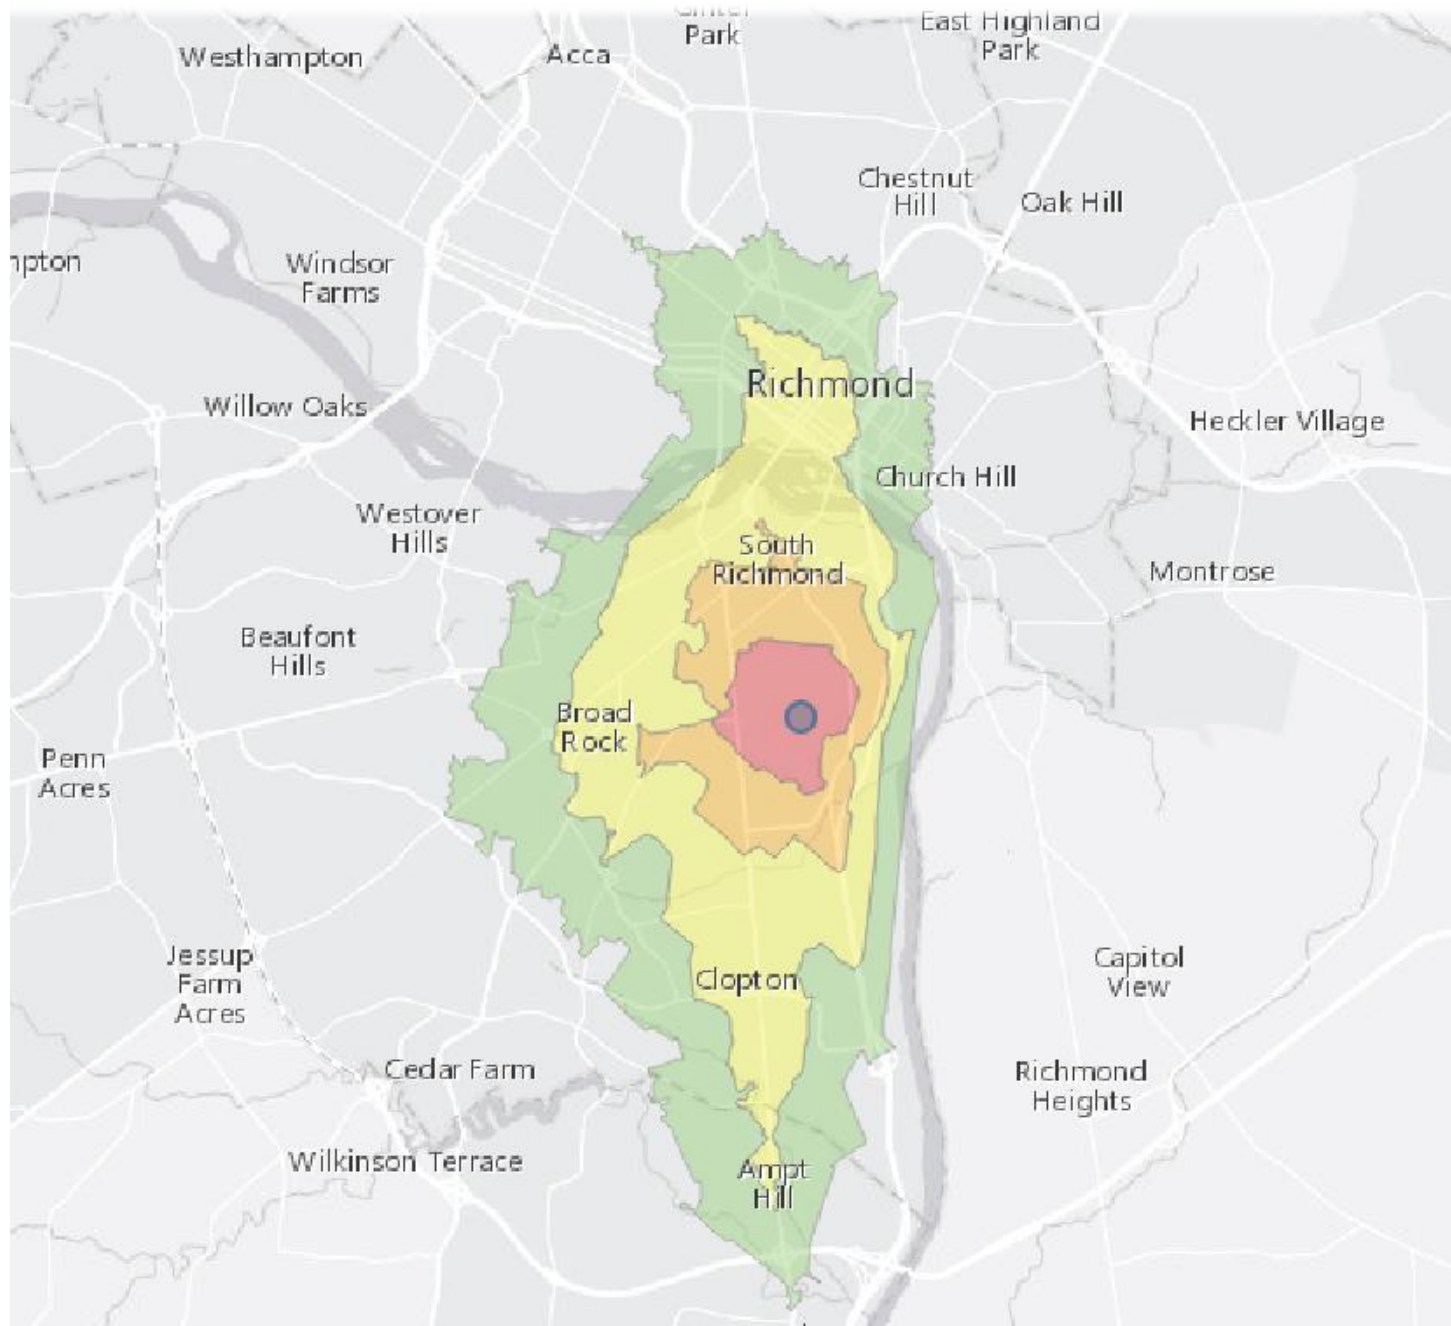 Park
East Highland
Park
Westhampton
Acca
Chestnut
Hill
Oak Hill
Windsor
Farms
Richmond
Willow Oaks
Heckler Village
Church Hill
Westover
Hills
South
Richmond
Montrose
Beaufont
Hills
Broad
Rock
Penn
Acres
Jessup
Farm
Acres
Clopton
Capitol
View
Cedar Farm
Richmond
Heights
Wilkinson Terrace
Ampt
Hill